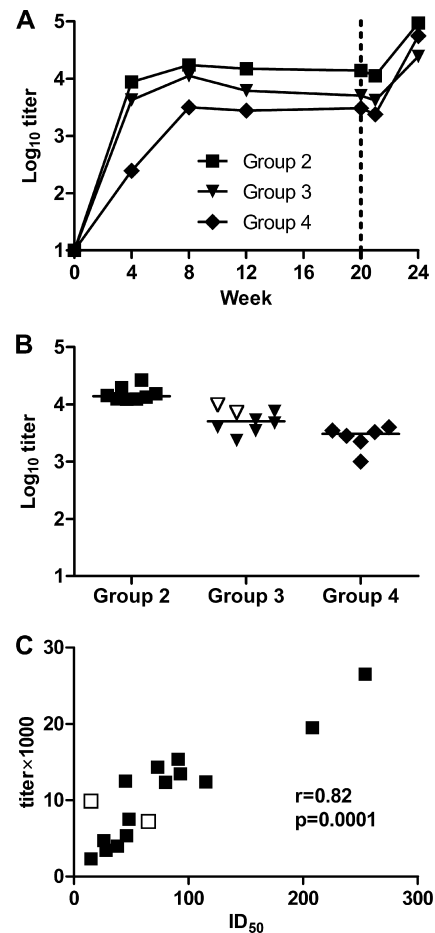 A
5
4
3
2
1
Log10 titer
Group 2
Group 3
Group 4
0 4 8 12 16 20 24
Week
B
5
4
3
2
1
Log10 titer
Group 2 Group 3 Group 4
C
30
20
10
0
titer×1000
r=0.82
p=0.0001
0 100 200 300
ID50